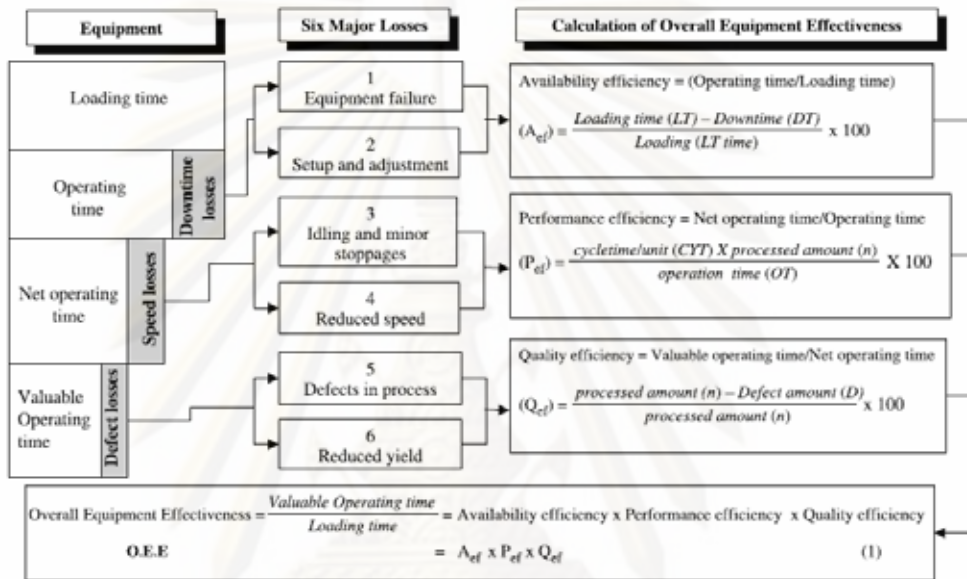 Equipment
Six Major Losses
Calculation of Overall Equipment Effectiveness
Loading time
Operating
time
Downtime
losses
Net operating
time
Speed losses
Valuable
Operating
time
Defect losses
1
Equipment failure
2
Setup and adjustment
3
Idling and minor
stoppages
4
Reduced speed
5
Defects in process
6
Reduced yield
Availability efficiency = (Operating time/Loading time)
(A_ef) = Loading time (LT) – Downtime (DT) / Loading (LT time) x 100
Performance efficiency = Net operating time/Operating time
(P_ef) = cycletime/unit (CYT) X processed amount (n) / operation time (OT) X 100
Quality efficiency = Valuable operating time/Net operating time
(Q_ef) = processed amount (n) – Defect amount (D) / processed amount (n) x 100
Overall Equipment Effectiveness = Valuable Operating time / Loading time = Availability efficiency x Performance efficiency x Quality efficiency
O.E.E = A_ef x P_ef x Q_ef (1)